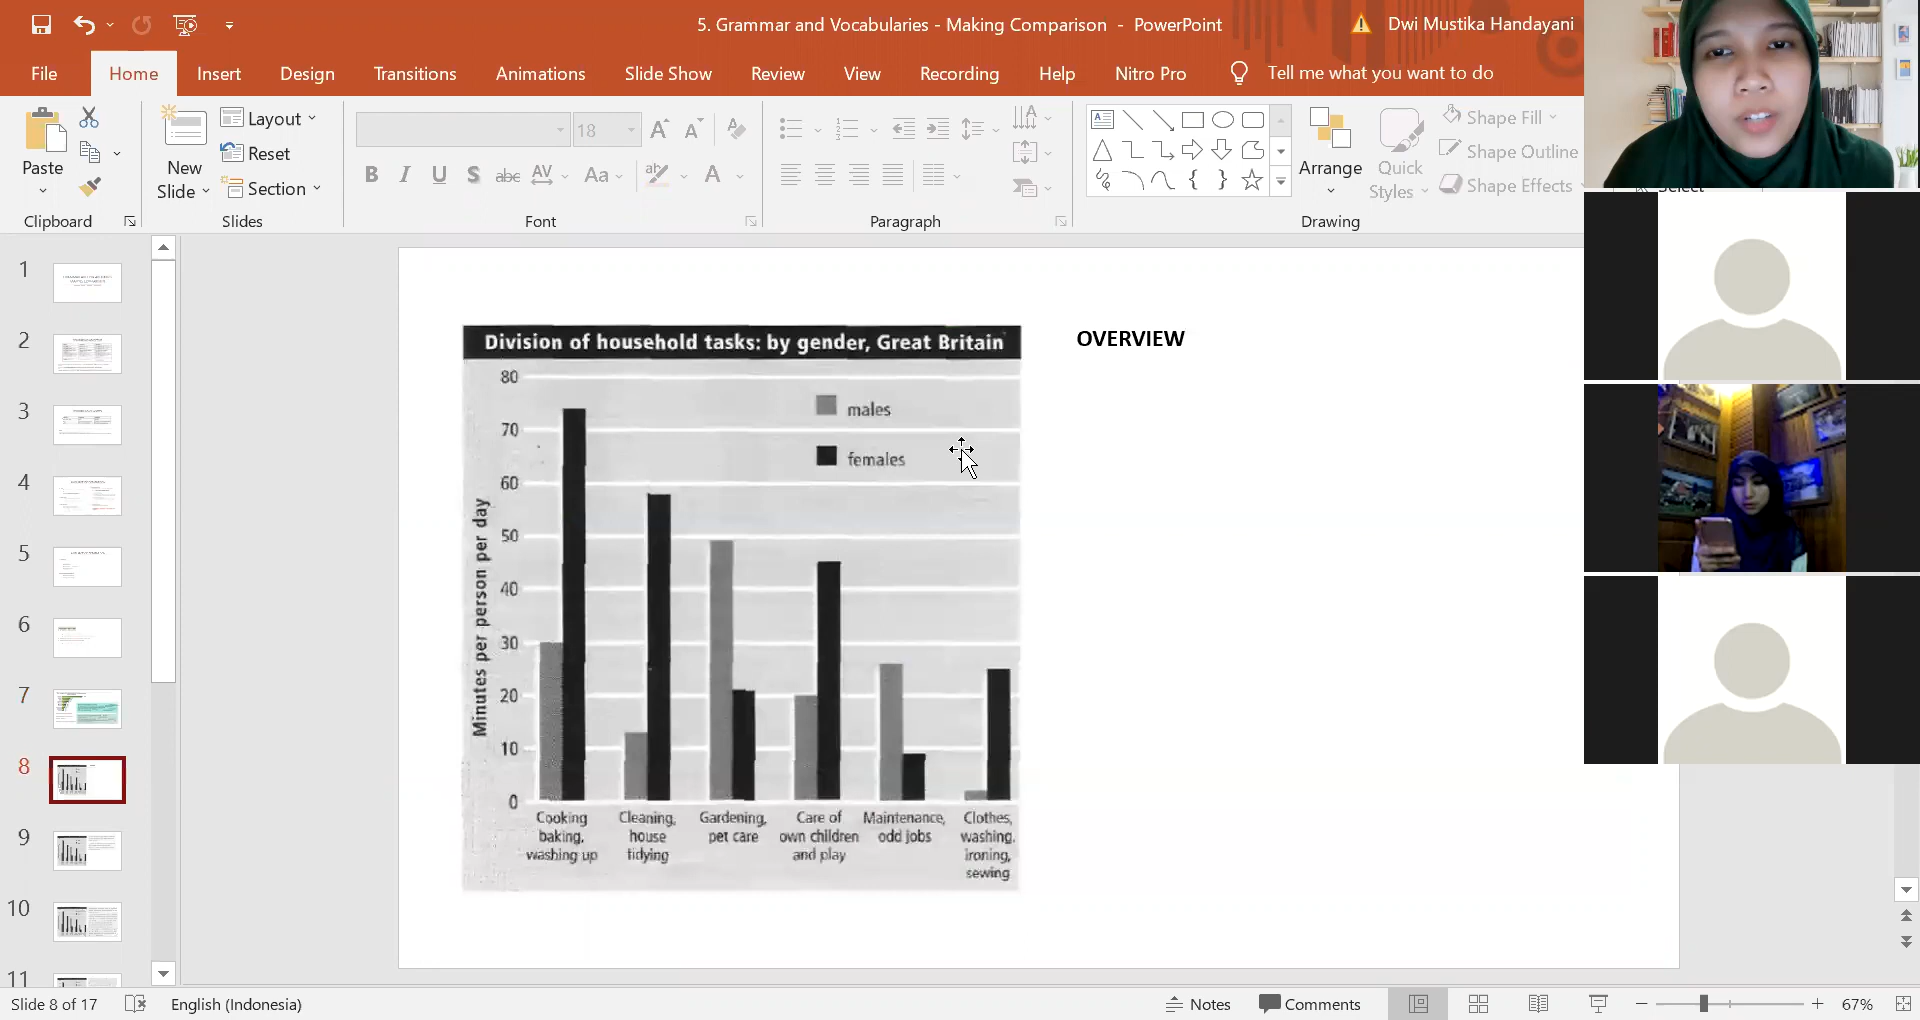 5. Grammar and Vocabularies - Making Comparison - PowerPoint
Dwi Mustika Handayani
File Home Insert Design Transitions Animations Slide Show Review View Recording Help Nitro Pro Tell me what you want to do
Paste
New Slide
Layout
Reset
Section
18
B I U S abc AV Aa A
Arrange
Quick Styles
Shape Fill
Shape Outline
Shape Effects
Select
Clipboard Slides Font Paragraph Drawing
1
2
3
4
5
6
7
8
9
10
11
Division of household tasks: by gender, Great Britain
OVERVIEW
males
females
Minutes per person per day
80
70
60
50
40
30
20
10
0
Cooking baking, washing up
Cleaning, house tidying
Gardening, pet care
Care of own children and play
Maintenance, odd jobs
Clothes, washing, ironing, sewing
Slide 8 of 17 English (Indonesia) Notes Comments 67%